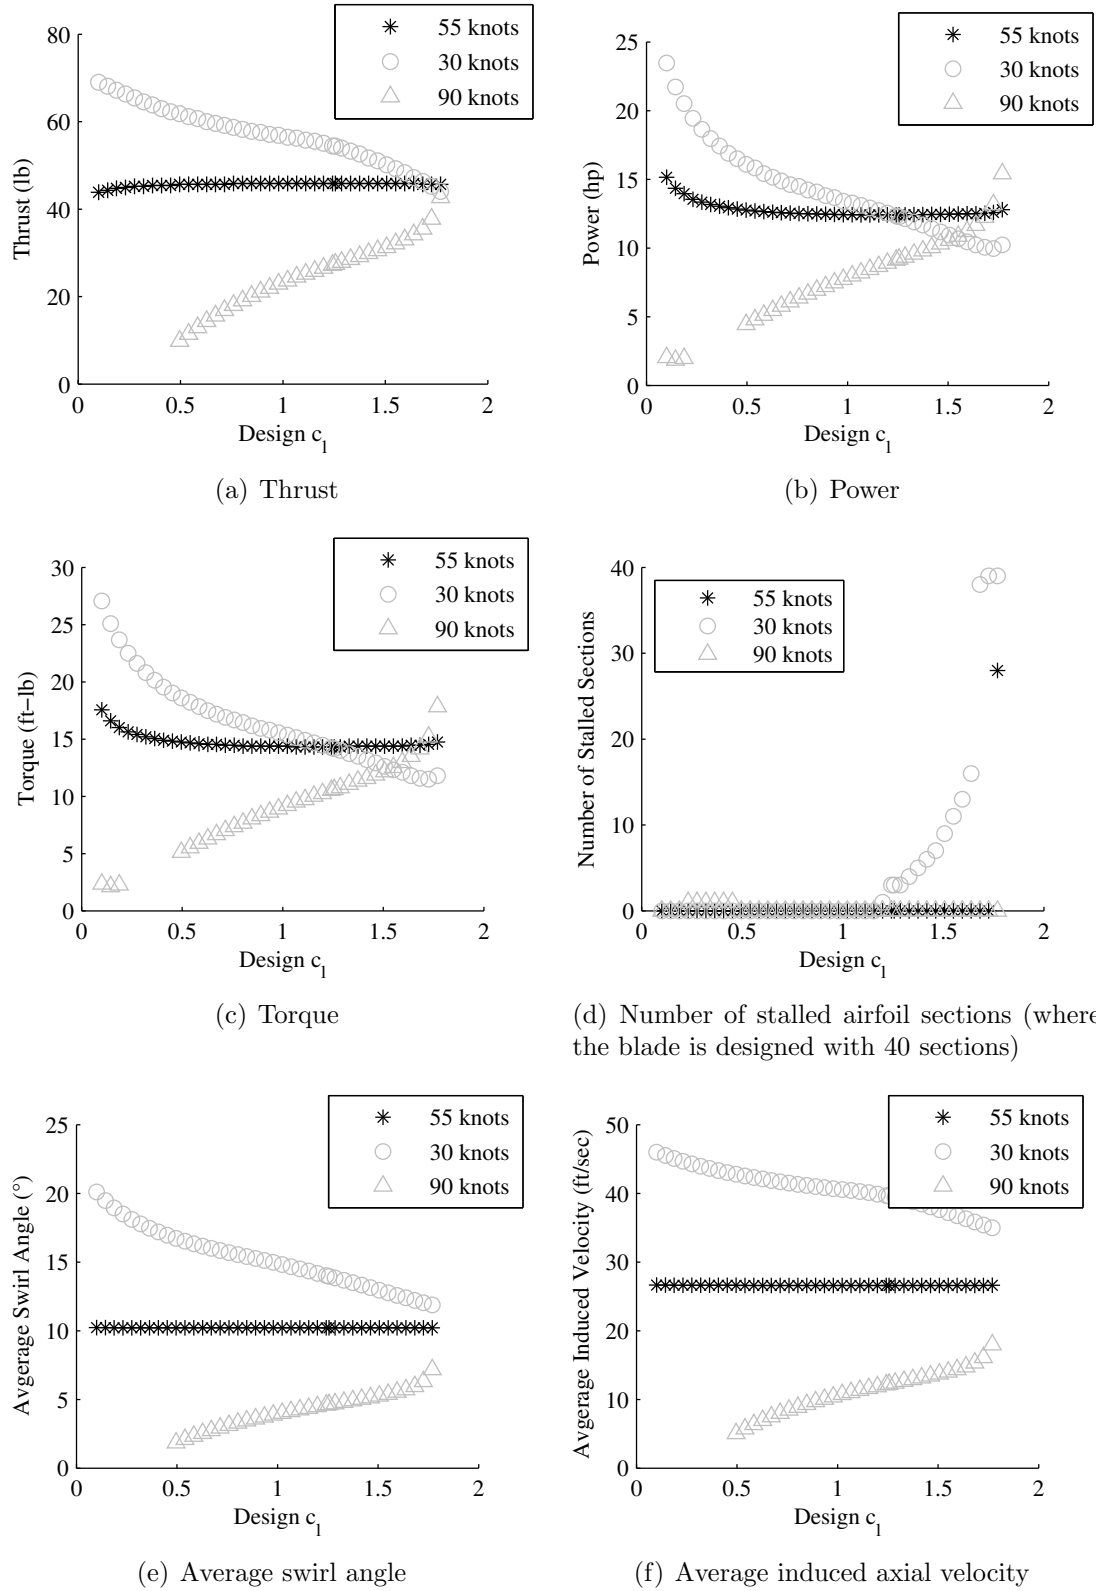 80
60
40
20
0
0
0.5
1
1.5
2
Thrust (lb)
Design c_l
55 knots
30 knots
90 knots
(a) Thrust
25
20
15
10
5
0
0
0.5
1
1.5
2
Power (hp)
Design c_l
55 knots
30 knots
90 knots
(b) Power
30
25
20
15
10
5
0
0
0.5
1
1.5
2
Torque (ft-lb)
Design c_l
55 knots
30 knots
90 knots
(c) Torque
40
30
20
10
0
0
0.5
1
1.5
2
Number of Stalled Sections
Design c_l
55 knots
30 knots
90 knots
(d) Number of stalled airfoil sections (where
the blade is designed with 40 sections)
25
20
15
10
5
0
0
0.5
1
1.5
2
Avgerage Swirl Angle (°)
Design c_l
55 knots
30 knots
90 knots
(e) Average swirl angle
50
40
30
20
10
0
0
0.5
1
1.5
2
Avgerage Induced Velocity (ft/sec)
Design c_l
55 knots
30 knots
90 knots
(f) Average induced axial velocity